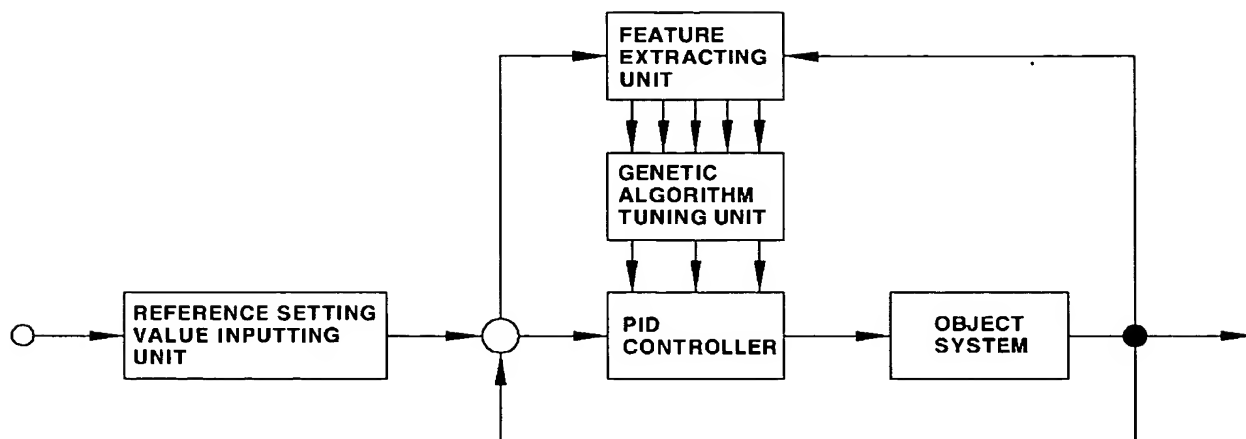 FEATURE
EXTRACTING
UNIT
GENETIC
ALGORITHM
TUNING UNIT
REFERENCE SETTING
VALUE INPUTTING
UNIT
PID
CONTROLLER
OBJECT
SYSTEM